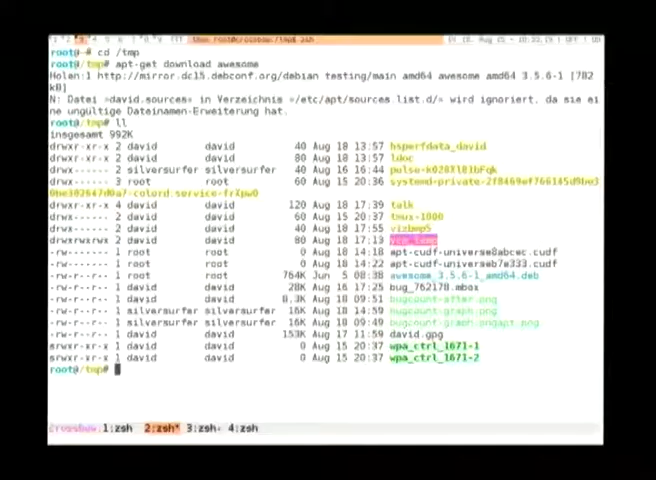 root@~# cd /tmp
root@/tmp# apt-get download awesome
Holen:1 http://mirror.dc15.debconf.org/debian testing/main amd64 awesome amd64 3.5.6-1 [782
kB]
N: Datei »david.sources« in Verzeichnis »/etc/apt/sources.list.d/« wird ignoriert, da sie ei
ne ungültige Dateinamen-Erweiterung hat.
root@/tmp# ll
insgesamt 992K
drwxr-xr-x 2 david david 40 Aug 18 13:57 hsperfdata_david
drwxr-xr-x 2 david david 80 Aug 18 13:57 ldoc
drwx------ 2 silversurfer silversurfer 40 Aug 16 16:44
drwx------ 3 root root 60 Aug 15 20:36
drwxr-xr-x 4 david david 120 Aug 18 17:39 talk
drwx------ 2 david david 60 Aug 15 20:37 tmux-1000
drwx------ 2 david david 40 Aug 18 17:55
drwxrwxrwx 2 david david 80 Aug 18 17:13
-rw------- 1 root root 0 Aug 18 14:18 apt-cudf-universe8abcec.cudf
-rw------- 1 root root 0 Aug 18 14:22 apt-cudf-universeb7e333.cudf
-rw-r--r-- 1 root root 764K Jun 5 08:38 awesome_3.5.6-1_amd64.deb
-rw-r--r-- 1 david david 28K Aug 16 17:25 bug_762178.mbox
-rw-r--r-- 1 david david 8.3K Aug 18 09:51 bugcount-after.png
-rw-r--r-- 1 silversurfer silversurfer 16K Aug 18 14:59 bugcount-graph.png
-rw-r--r-- 1 silversurfer silversurfer 16K Aug 18 09:49 bugcount-graph.ongapt.png
-rw-r--r-- 1 david david 153K Aug 17 11:59 david.gpg
srwxr-xr-x 1 david david 0 Aug 15 20:37 wpa_ctrl_1671-1
srwxr-xr-x 1 david david 0 Aug 15 20:37 wpa_ctrl_1671-2
root@/tmp#
1:zsh 2:zsh* 3:zsh- 4:zsh